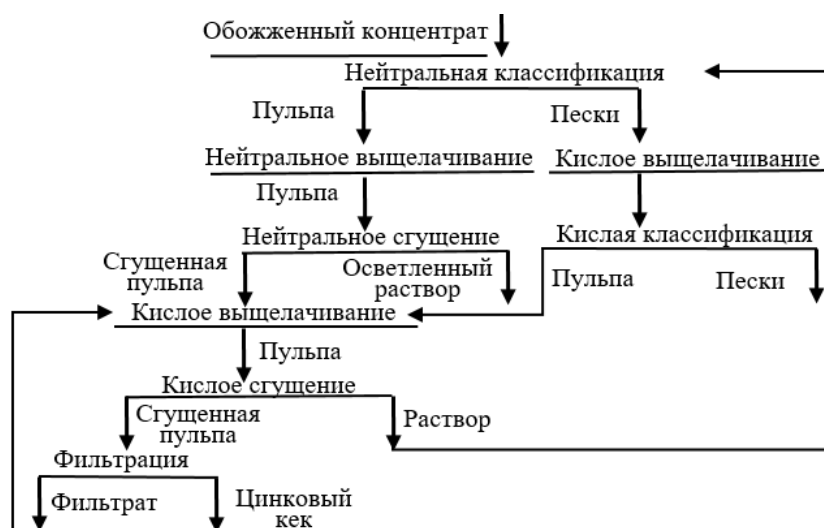 Обожженный концентрат
Нейтральная классификация
Пульпа
Пески
Нейтральное выщелачивание
Кислое выщелачивание
Пульпа
Нейтральное сгущение
Кислая классификация
Сгущенная
пульпа
Осветленный
раствор
Пульпа
Пески
Кислое выщелачивание
Пульпа
Кислое сгущение
Сгущенная
пульпа
Раствор
Фильтрация
Фильтрат
Цинковый
кек